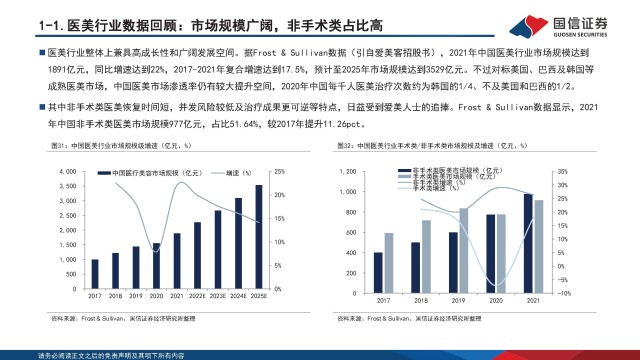 1-1.医美行业数据回顾：市场规模广阔，非手术类占比高
国信证券
GUOSEN SECURITIES
医美行业整体上兼具高成长性和广阔发展空间。据Frost & Sullivan数据（引自爱美客招股书），2021年中国医美行业市场规模达到
1891亿元，同比增速达到22%，2017-2021年复合增速达到17.5%，预计至2025年市场规模达到3529亿元。不过对标美国、巴西及韩国等
成熟医美市场，中国医美市场渗透率仍有较大提升空间，2020年中国每千人医美治疗次数约为韩国的1/4，不及美国和巴西的1/2。
其中非手术类医美恢复时间短，并发风险较低及治疗成果更可逆等特点，日益受到爱美人士的追捧。Frost & Sullivan数据显示，2021
年中国非手术类医美市场规模977亿元，占比51.64%，较2017年提升11.26pct.
图31：中国医美行业市场规模级增速（亿元、%）
中国医疗美容市场规模（亿元） 增速（%）
4,000
3,500
3,000
2,500
2,000
1,500
1,000
500
0
25%
20%
15%
10%
5%
0%
2017 2018 2019 2020 2021 2022E 2023E 2024E 2025E
资料来源：Frost & Sullivan，国信证券经济研究所整理
图32：中国医美行业手术类/非手术类市场规模及增速（亿元、%）
非手术类医美市场规模（亿元）
手术类医美市场规模（亿元）
非手术类增速（%）
手术类增速（%）
1,200
1,000
800
600
400
200
0
35%
30%
25%
20%
15%
10%
5%
0%
-5%
-10%
2017 2018 2019 2020 2021
资料来源：Frost & Sullivan，国信证券经济研究所整理
请务必阅读正文之后的免责声明及其项下所有内容